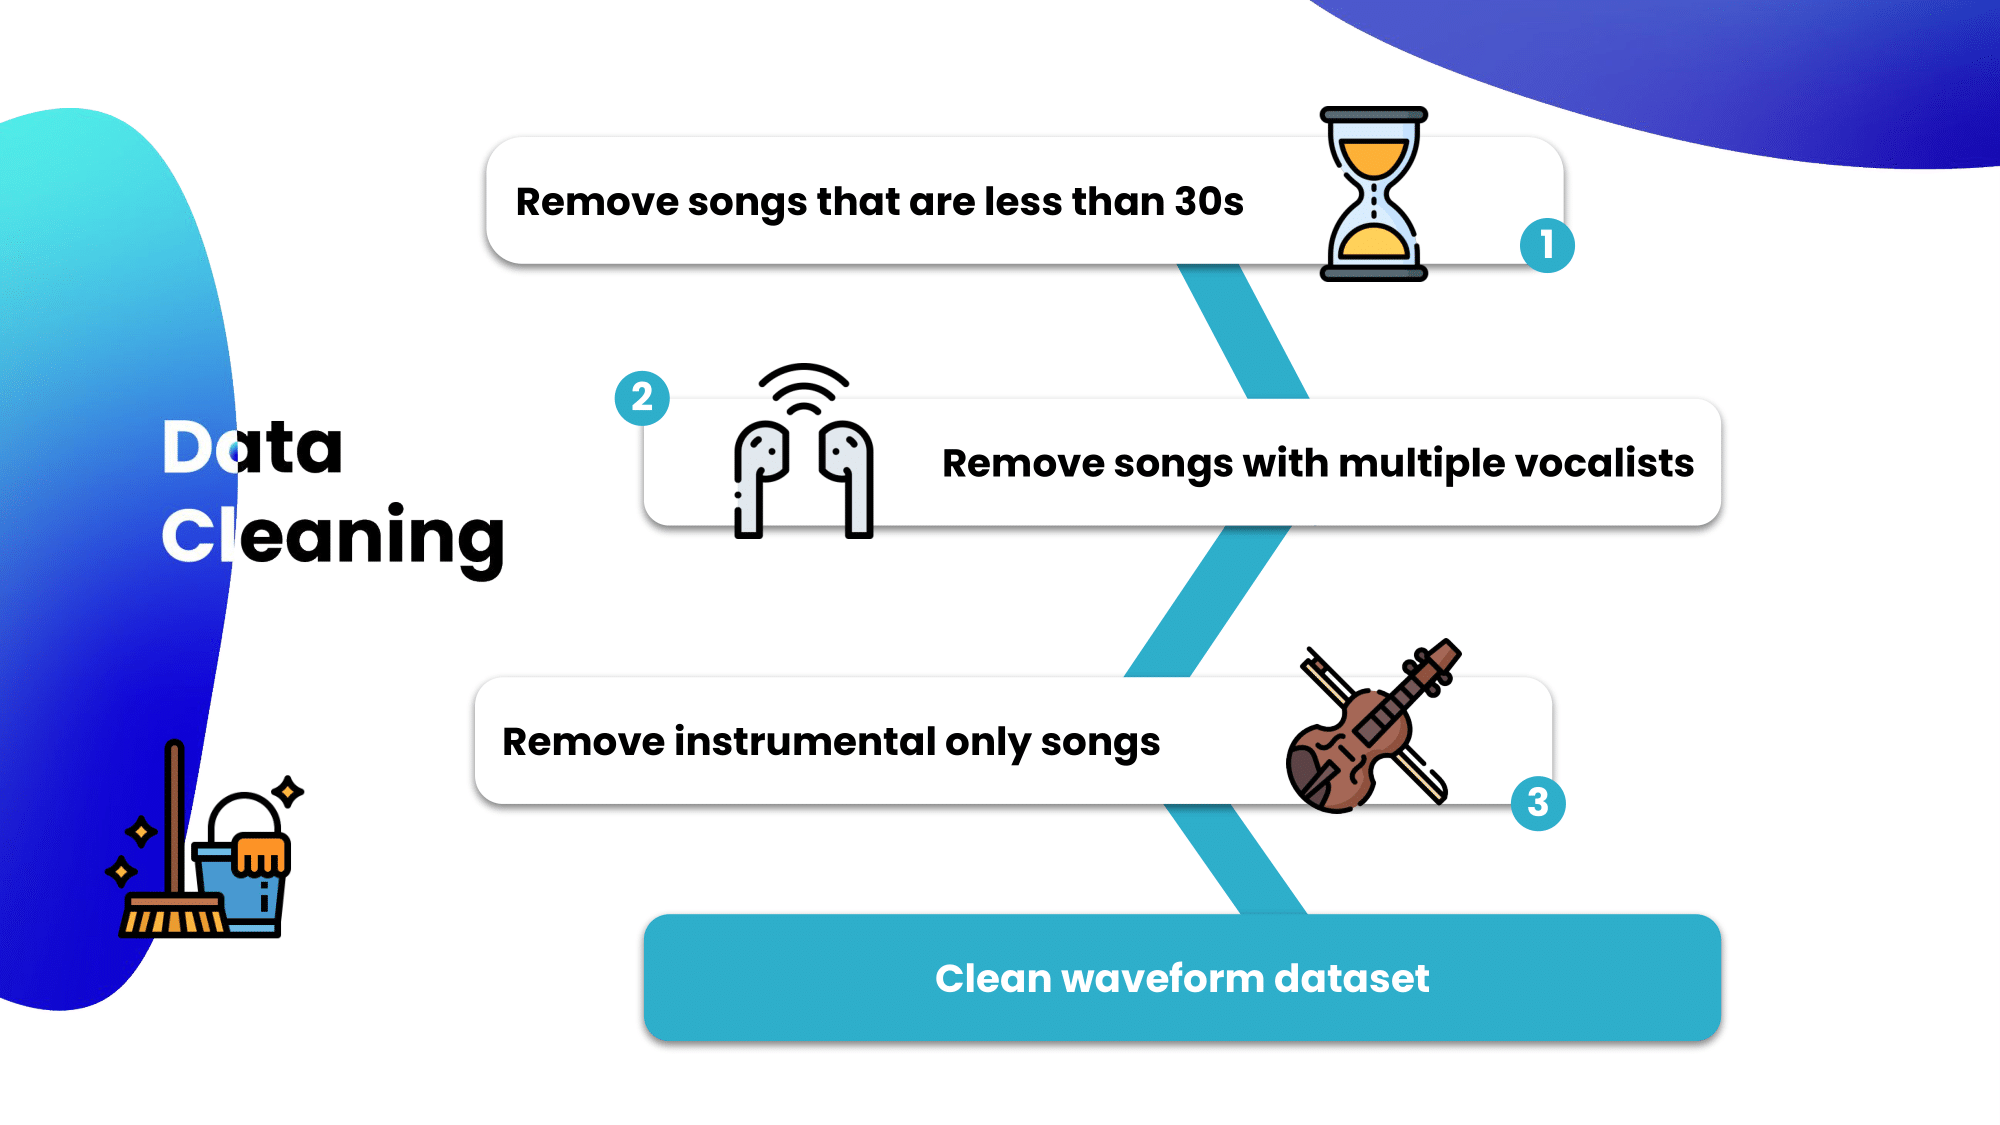 Data
Cleaning
Remove songs that are less than 30s
1
2
Remove songs with multiple vocalists
Remove instrumental only songs
3
Clean waveform dataset